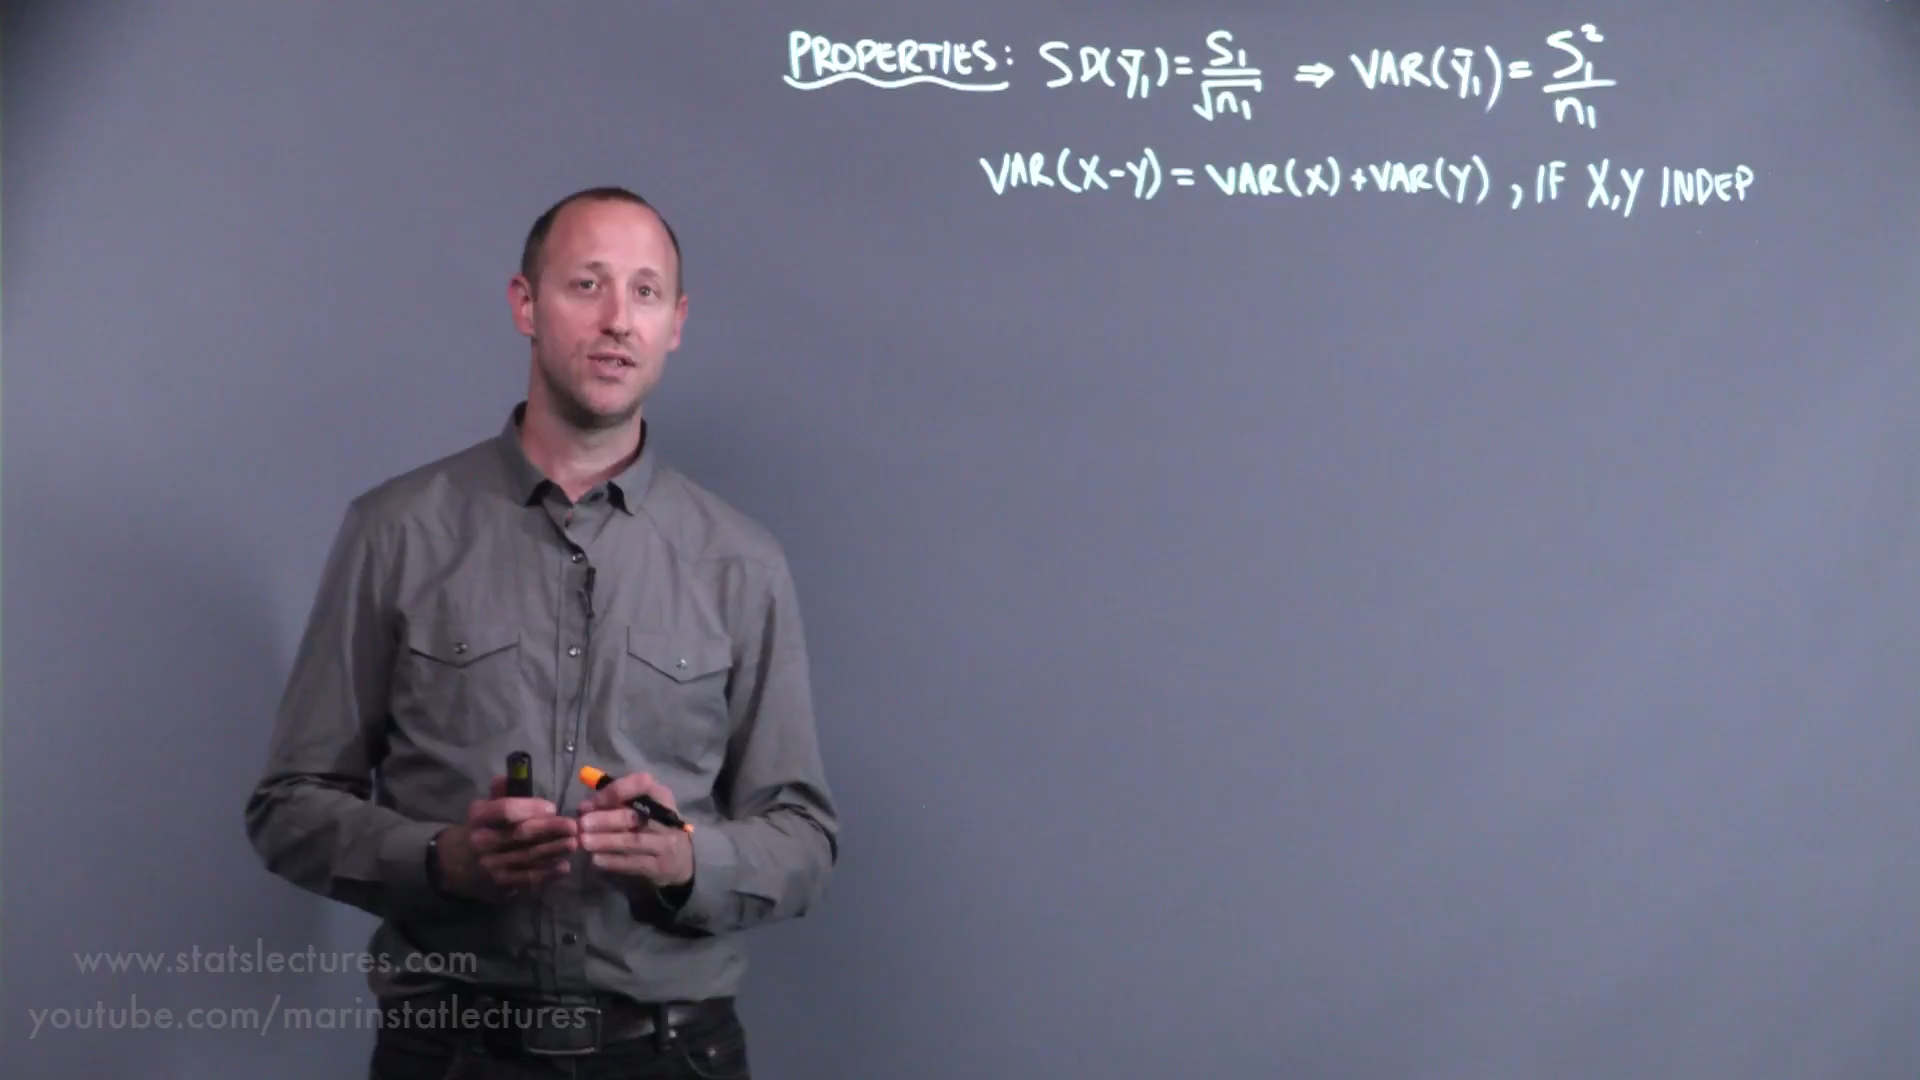 PROPERTIES: SD(ȳ₁) = S₁/√n₁ ⇒ VAR(ȳ₁) = S₁²/n₁
VAR(X-Y) = VAR(X) + VAR(Y), IF X,Y INDEP
www.statslectures.com
youtube.com/marinstatlectures